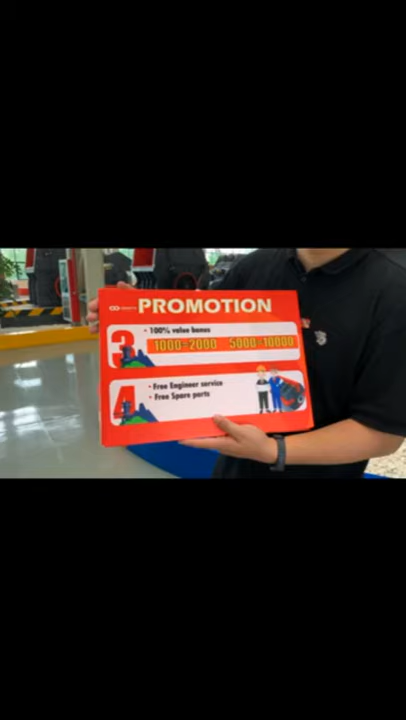 PROMOTION
3
• 100% value bonus
1000=2000 5000=10000
4
• Free Engineer service
• Free Spare parts